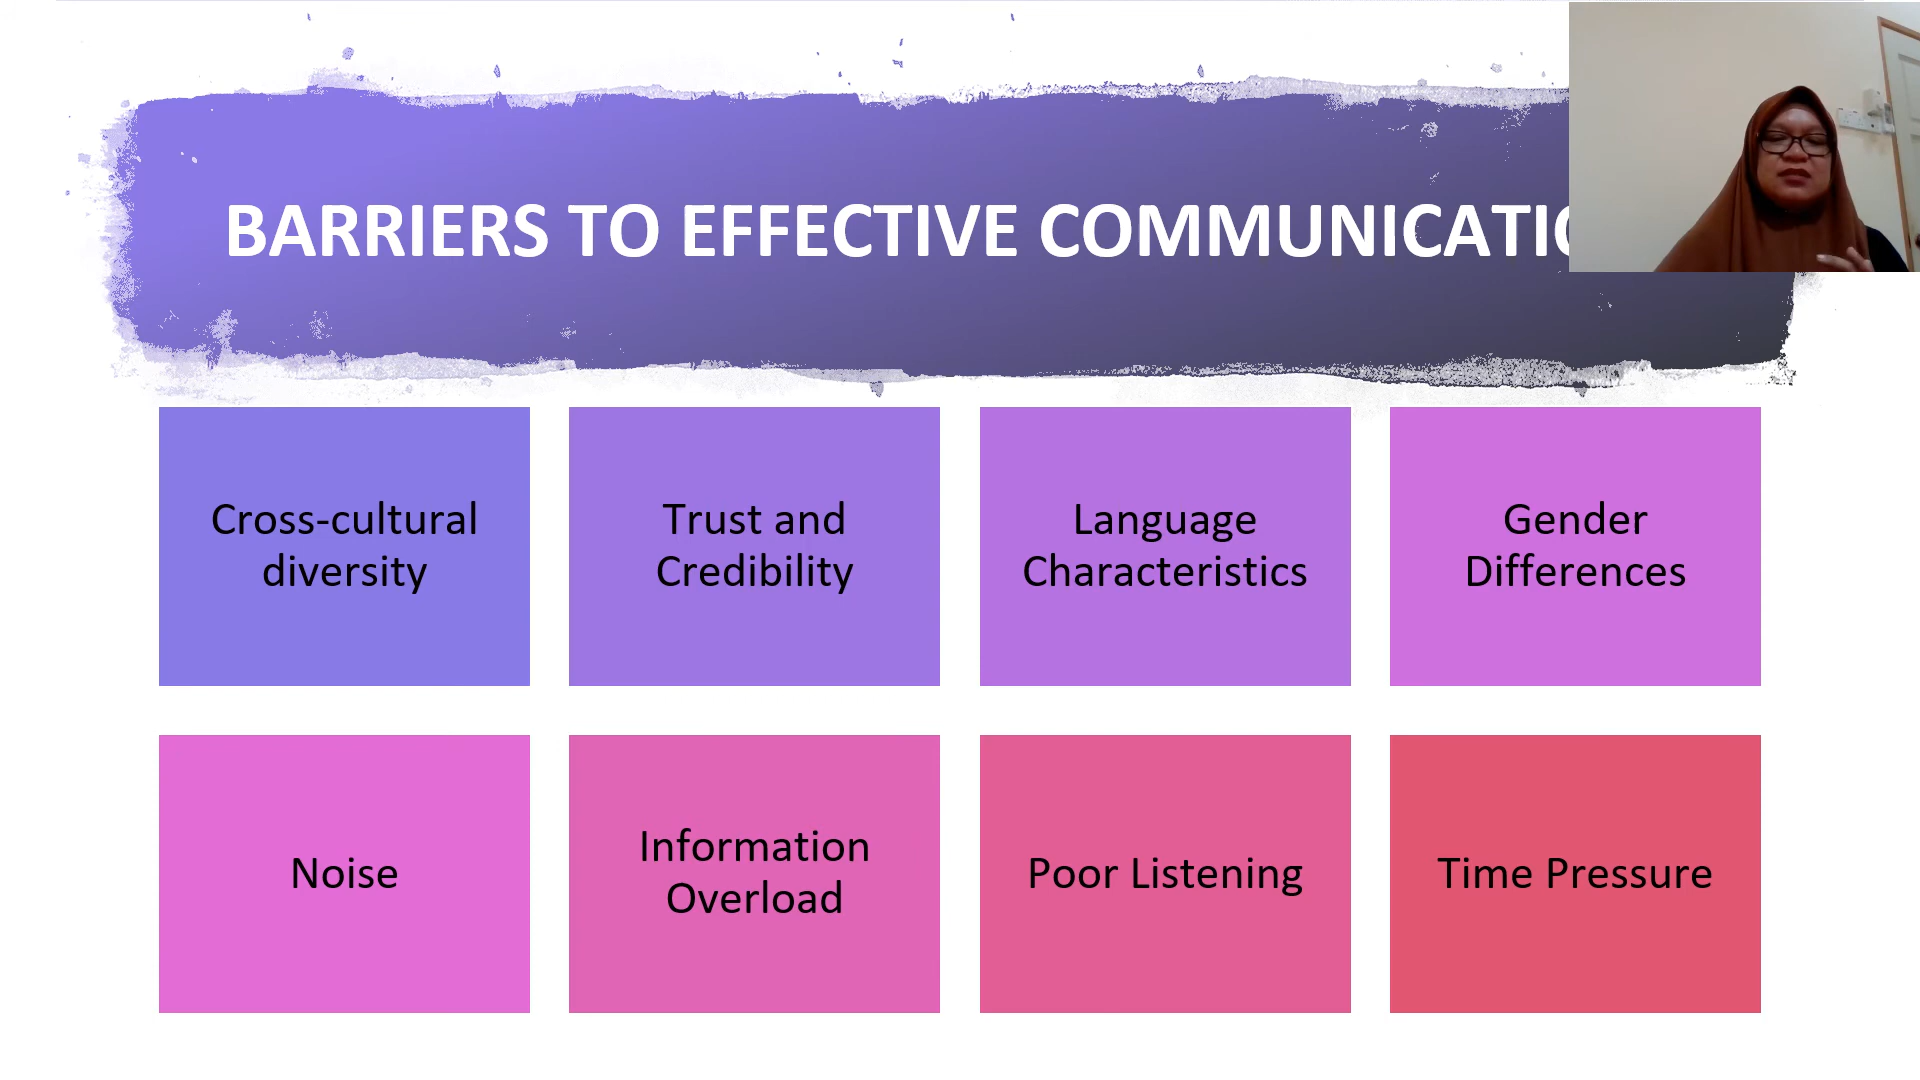 BARRIERS TO EFFECTIVE
Cross-cultural
diversity
Trust and
Credibility
Language
Characteristics
Gender
Differences
Noise
Information
Overload
Poor Listening
Time Pressure